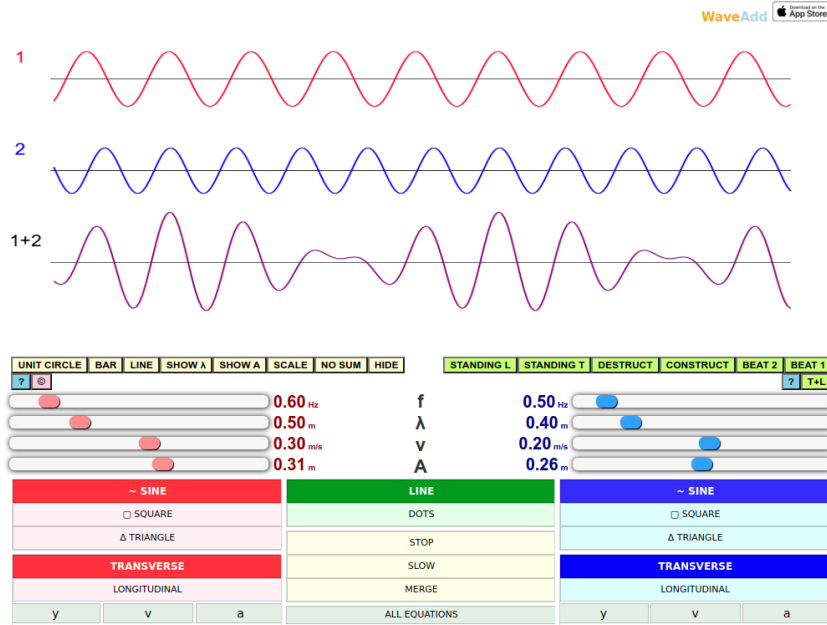 WaveAdd Download on the App Store
1
2
1+2
UNIT CIRCLE BAR LINE SHOW λ SHOW A SCALE NO SUM HIDE STANDING L STANDING T DESTRUCT CONSTRUCT BEAT 2 BEAT 1
? © ? T+L
0.60 Hz f 0.50 Hz
0.50 m λ 0.40 m
0.30 m/s v 0.20 m/s
0.31 m A 0.26 m
~ SINE LINE ~ SINE
▢ SQUARE DOTS ▢ SQUARE
Δ TRIANGLE STOP Δ TRIANGLE
TRANSVERSE SLOW TRANSVERSE
LONGITUDINAL MERGE LONGITUDINAL
y v a ALL EQUATIONS y v a